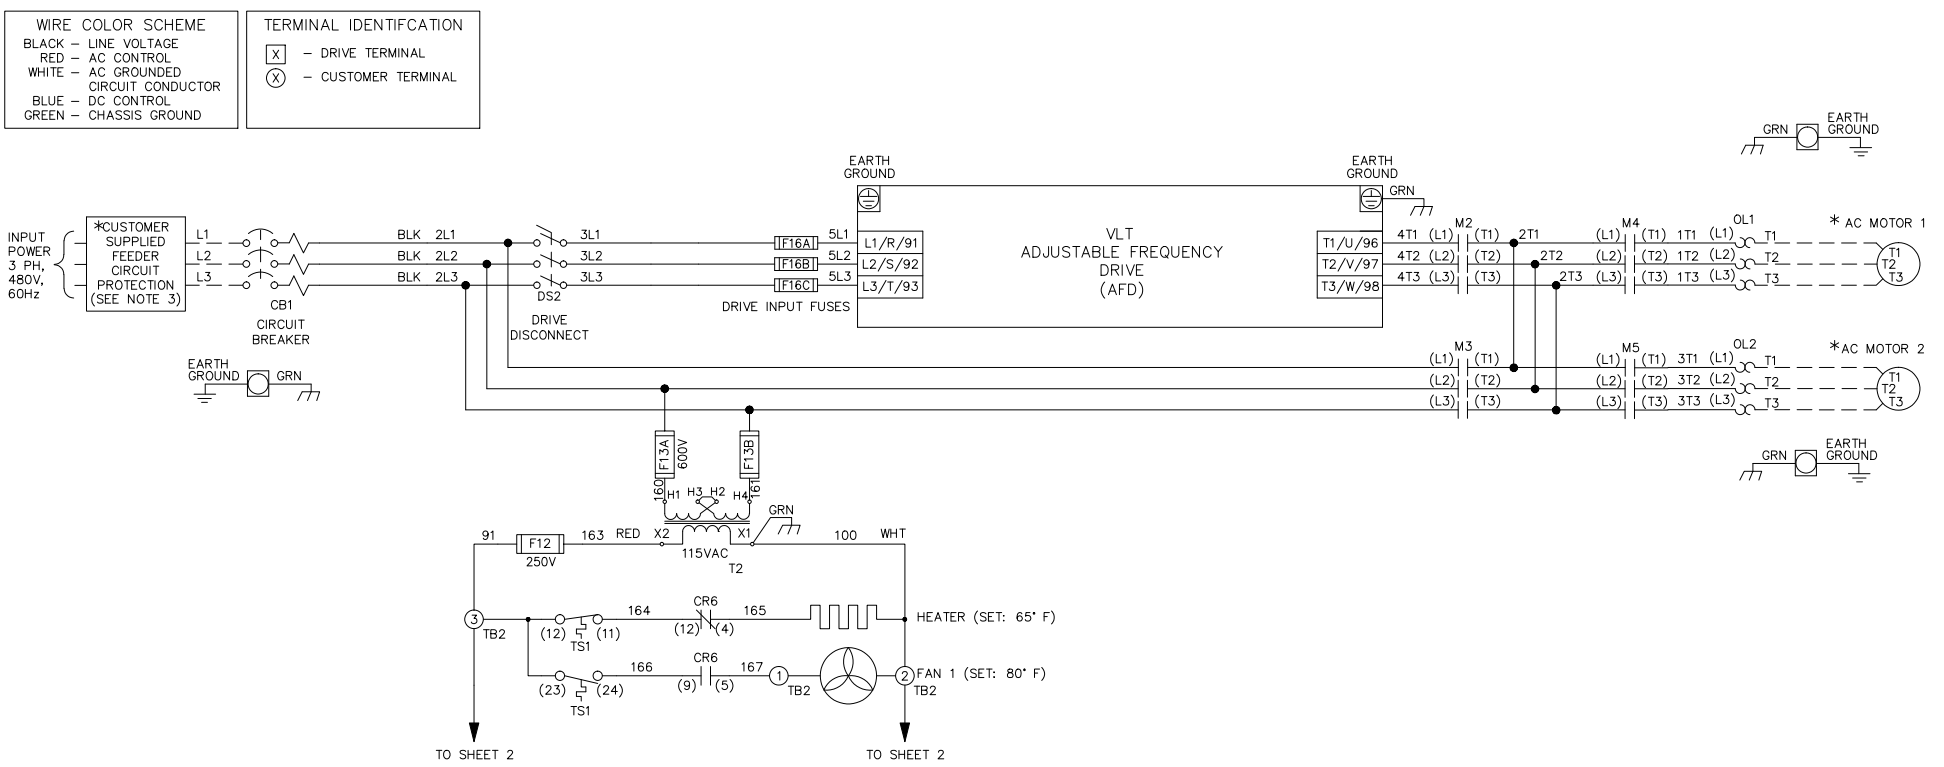 WIRE COLOR SCHEME
BLACK – LINE VOLTAGE
RED – AC CONTROL
WHITE – AC GROUNDED
CIRCUIT CONDUCTOR
BLUE – DC CONTROL
GREEN – CHASSIS GROUND
TERMINAL IDENTIFCATION
X – DRIVE TERMINAL
X – CUSTOMER TERMINAL
GRN
EARTH
GROUND
EARTH
GROUND
EARTH
GROUND
GRN
INPUT
POWER
3 PH,
480V,
60Hz
*CUSTOMER
SUPPLIED
FEEDER
CIRCUIT
PROTECTION
(SEE NOTE 3)
L1
L2
L3
CB1
CIRCUIT
BREAKER
BLK 2L1
BLK 2L2
BLK 2L3
DS2
DRIVE
DISCONNECT
3L1
3L2
3L3
F16A
F16B
F16C
DRIVE INPUT FUSES
5L1
5L2
5L3
L1/R/91
L2/S/92
L3/T/93
VLT
ADJUSTABLE FREQUENCY
DRIVE
(AFD)
T1/U/96
T2/V/97
T3/W/98
M2
4T1 (L1) (T1)
4T2 (L2) (T2)
4T3 (L3) (T3)
2T1
2T2
2T3
M4
(L1) (T1) 1T1 (L1)
(L2) (T2) 1T2 (L2)
(L3) (T3) 1T3 (L3)
OL1
T1
T2
T3
* AC MOTOR 1
T1
T2
T3
EARTH
GROUND
GRN
M3
(L1) (T1)
(L2) (T2)
(L3) (T3)
M5
(L1) (T1) 3T1 (L1)
(L2) (T2) 3T2 (L2)
(L3) (T3) 3T3 (L3)
OL2
T1
T2
T3
*AC MOTOR 2
T1
T2
T3
GRN
EARTH
GROUND
F13A
600V
F13B
160
161
H1 H3 H2 H4
GRN
91
F12
250V
163 RED X2
X1
115VAC
T2
100 WHT
3
TB2
(12) (11)
TS1
164
CR6
(12) (4)
165
HEATER (SET: 65° F)
(23) (24)
TS1
166
CR6
(9) (5)
167
1
TB2
2
TB2
FAN 1 (SET: 80° F)
TO SHEET 2
TO SHEET 2